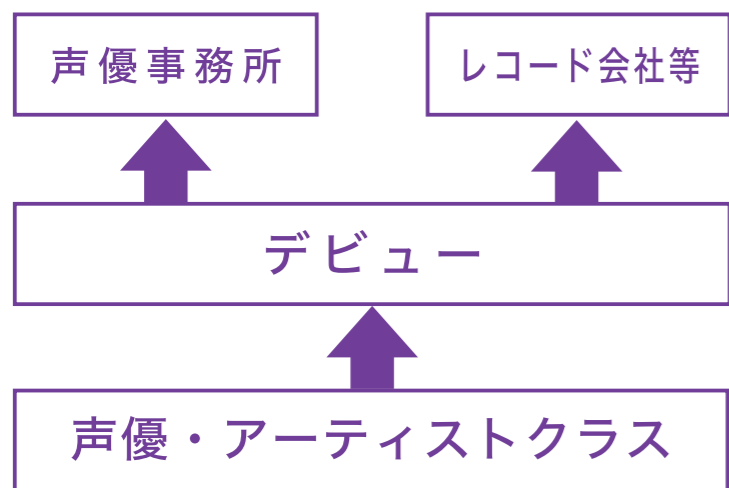 声優事務所
レコード会社等
デビュー
声優・アーティストクラス